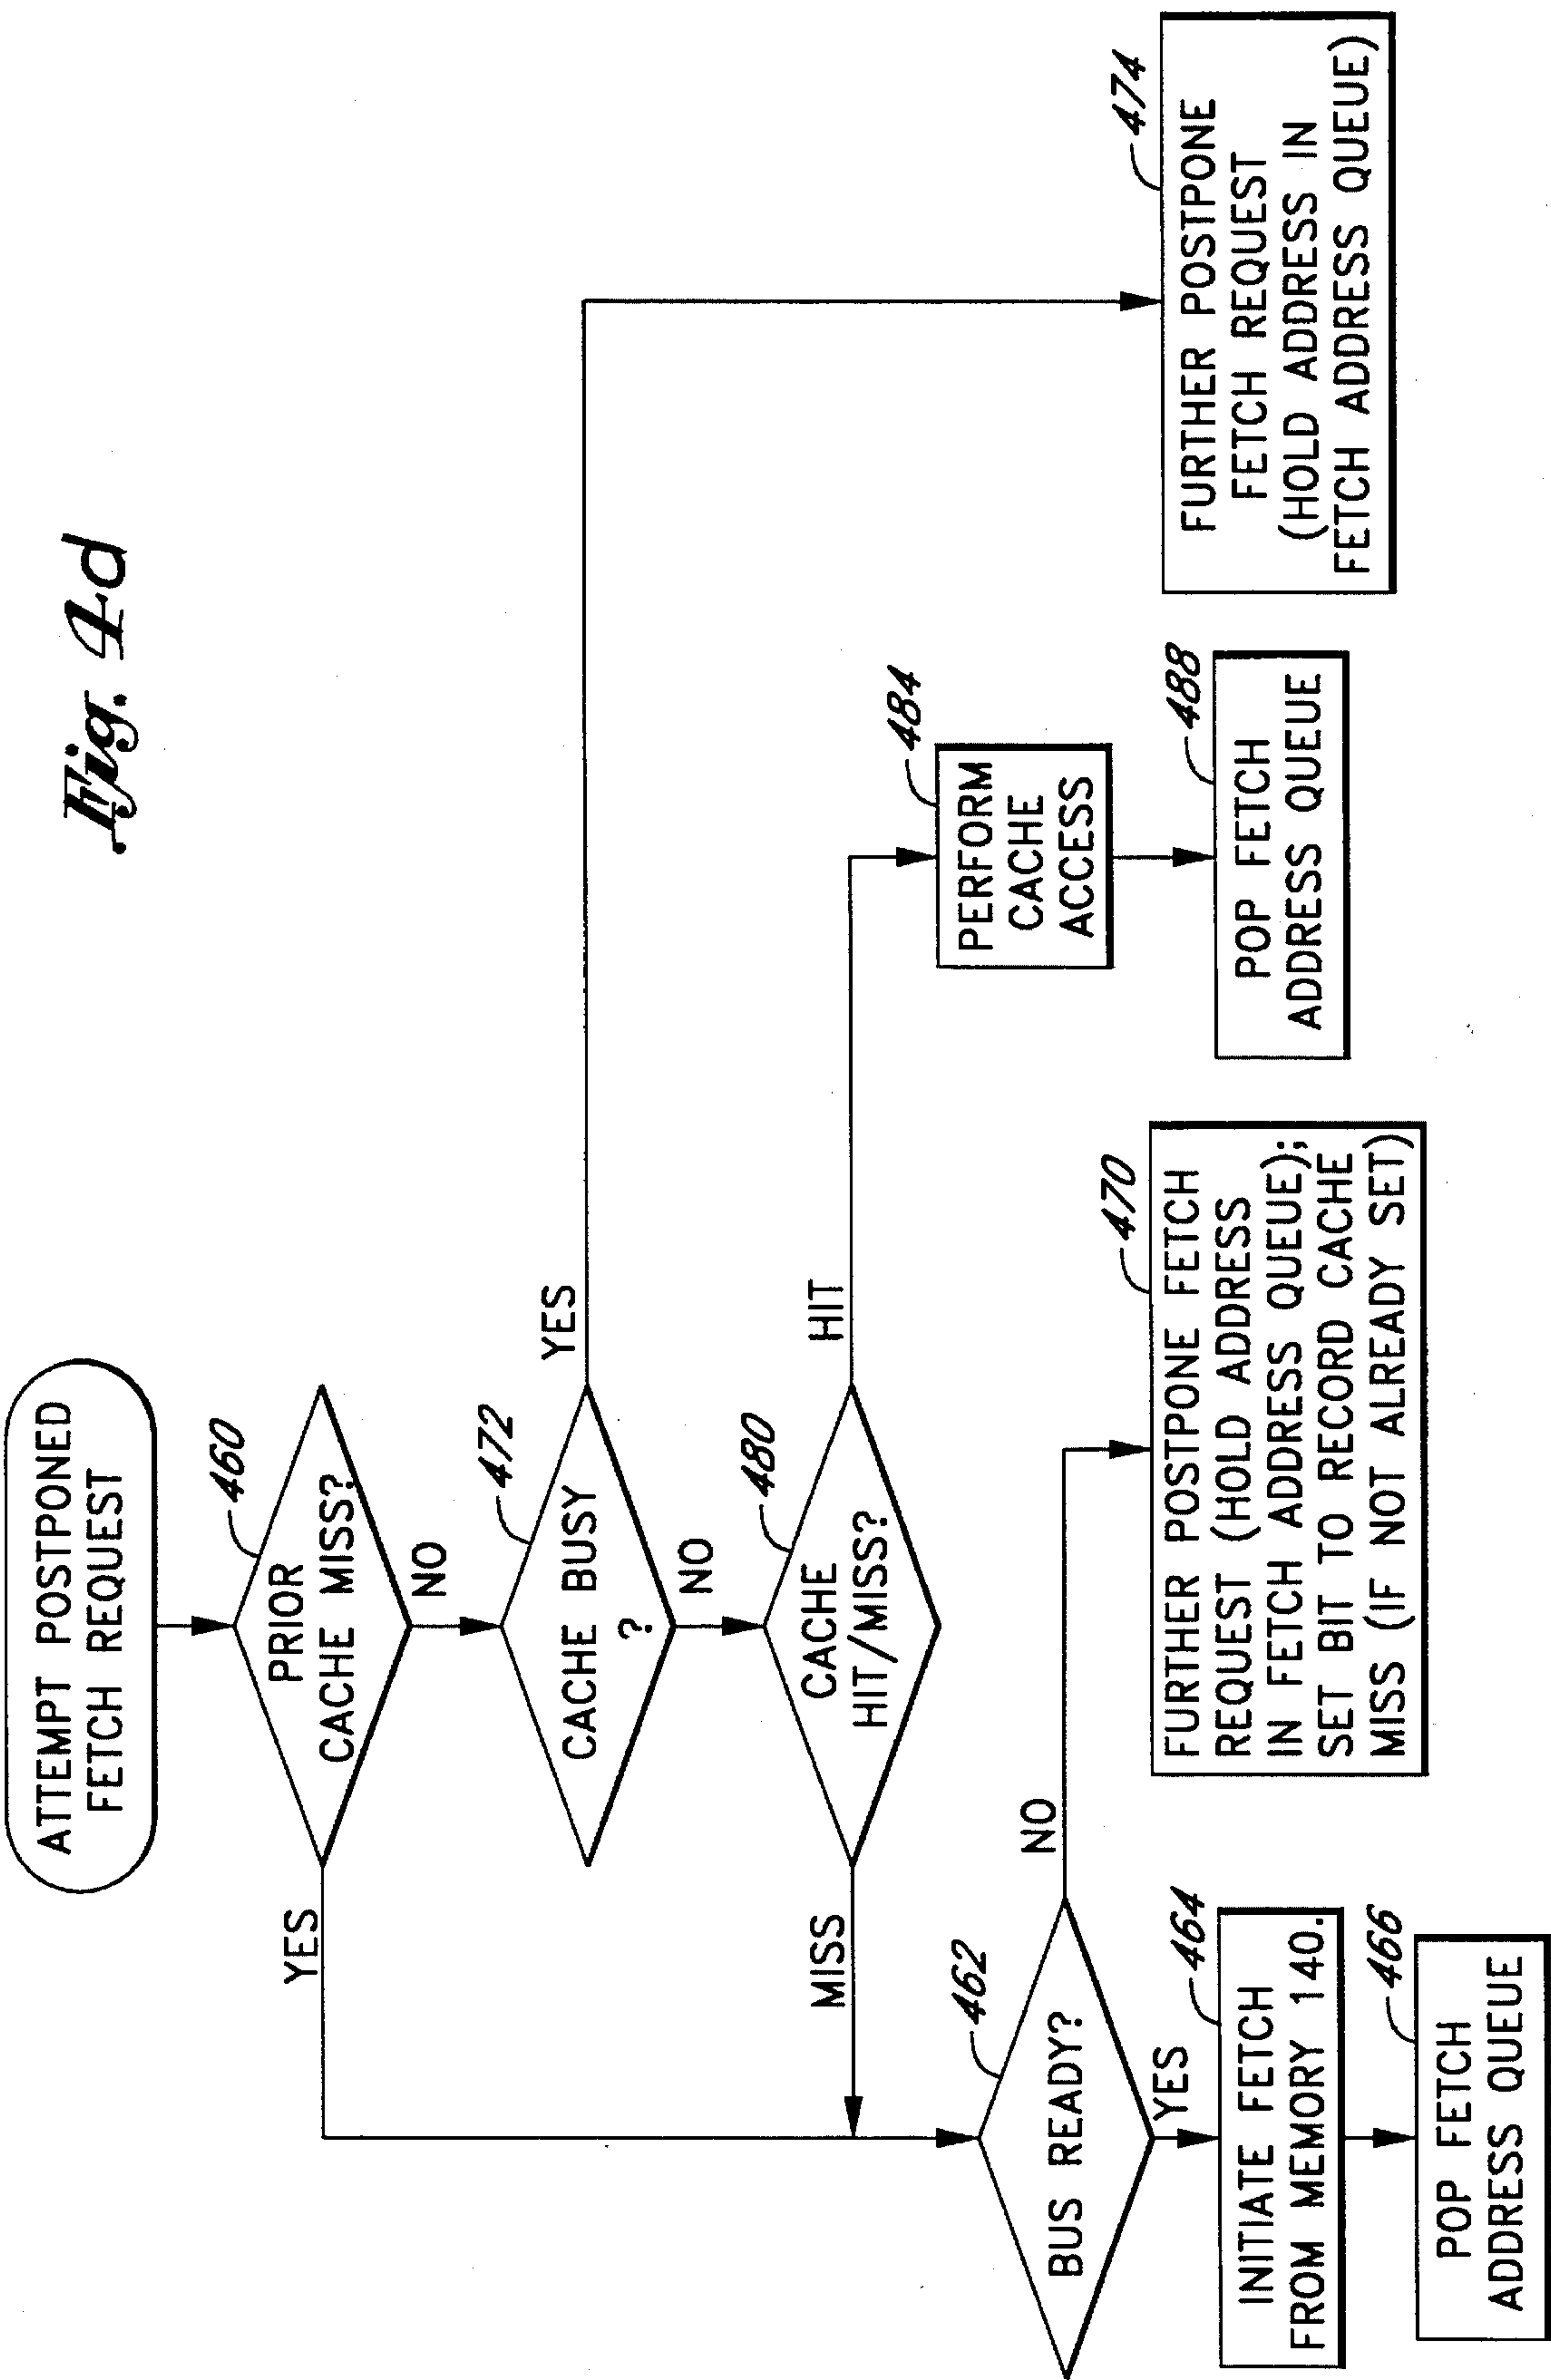 Fig. 4d
ATTEMPT POSTPONED
FETCH REQUEST
460
PRIOR
CACHE MISS?
YES
NO
472
CACHE BUSY
?
YES
NO
480
CACHE
HIT/MISS?
MISS
HIT
462
BUS READY?
NO
YES
464
INITIATE FETCH
FROM MEMORY 140.
466
POP FETCH
ADDRESS QUEUE
470
FURTHER POSTPONE FETCH
REQUEST (HOLD ADDRESS
IN FETCH ADDRESS QUEUE);
SET BIT TO RECORD CACHE
MISS (IF NOT ALREADY SET)
484
PERFORM
CACHE
ACCESS
488
POP FETCH
ADDRESS QUEUE
474
FURTHER POSTPONE
FETCH REQUEST
(HOLD ADDRESS IN
FETCH ADDRESS QUEUE)